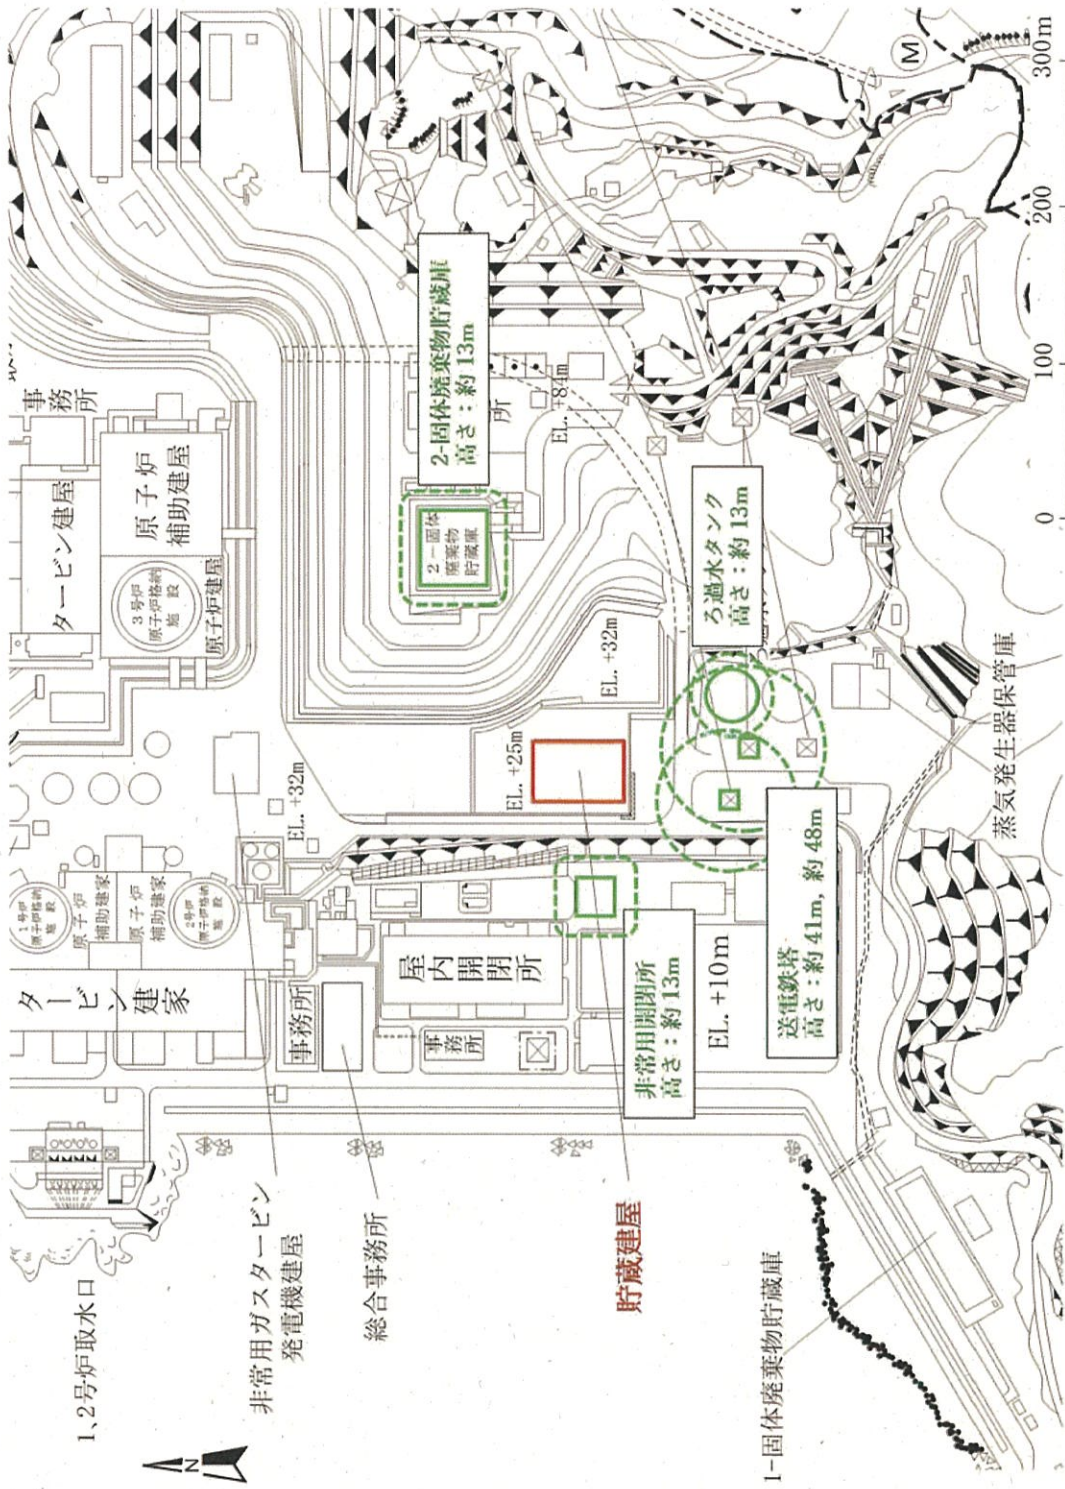 1、2号炉取水口
非常用ガスタービン
発電機建屋
総合事務所
貯蔵建屋
1-固体廃棄物貯蔵庫
N
タービン
建家
1号炉
原子炉格納
施設
原子炉
補助建家
原子炉
補助建家
2号炉
原子炉格納
施設
事務所
屋内
開閉所
事務所
EL. +32m
非常用開閉所
高さ：約13m
EL. +10m
送電鉄塔
高さ：約41m, 約48m
蒸気発生器保管庫
タービン建屋
事務所
原子炉
補助建屋
3号炉
原子炉格納
施設
原子炉建屋
EL. +25m
EL. +32m
2-固体
廃棄物
貯蔵庫
2-固体廃棄物貯蔵庫
高さ：約13m
所
EL. +84m
ろ過水タンク
高さ：約13m
M
0
100
200
300m